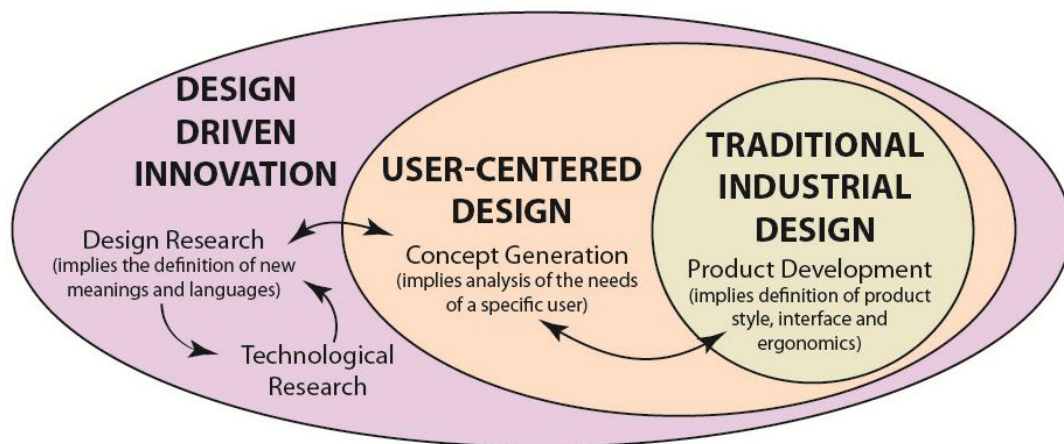 DESIGN
DRIVEN
INNOVATION
Design Research
(implies the definition of new
meanings and languages)
Technological
Research
USER-CENTERED
DESIGN
Concept Generation
(implies analysis of the needs
of a specific user)
TRADITIONAL
INDUSTRIAL
DESIGN
Product Development
(implies definition of product
style, interface and
ergonomics)